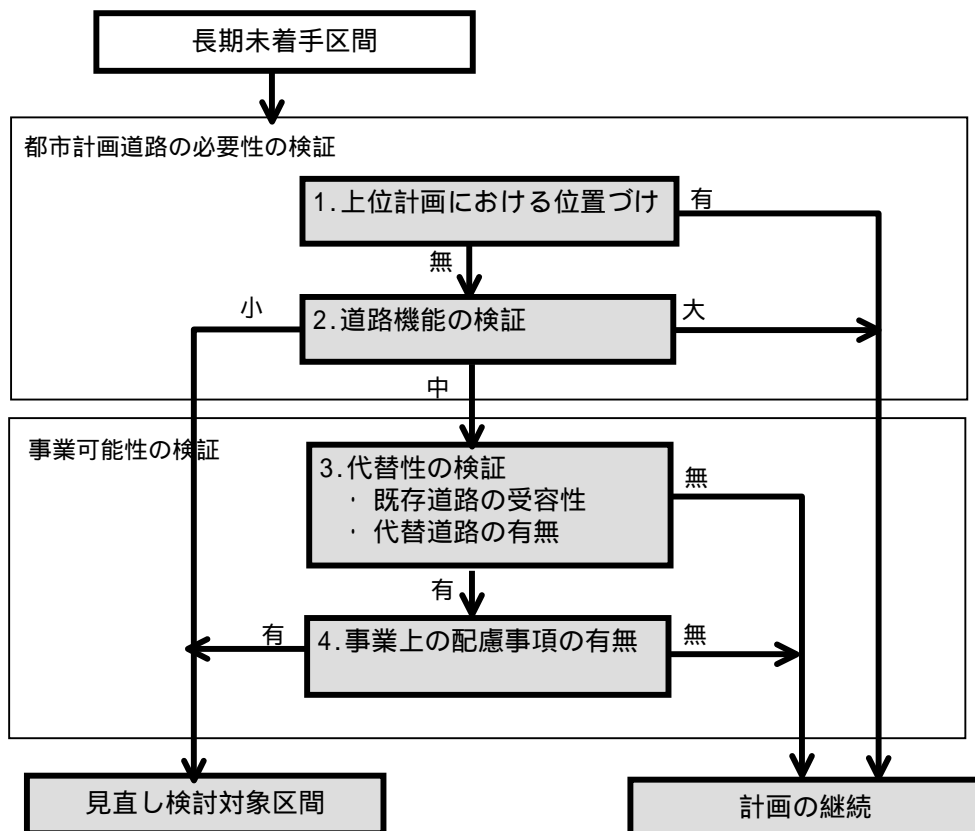 長期未着手区間
都市計画道路の必要性の検証
1.上位計画における位置づけ
有
無
小
2.道路機能の検証
大
中
事業可能性の検証
3.代替性の検証
・ 既存道路の受容性
・ 代替道路の有無
無
有
有
4.事業上の配慮事項の有無
無
見直し検討対象区間
計画の継続